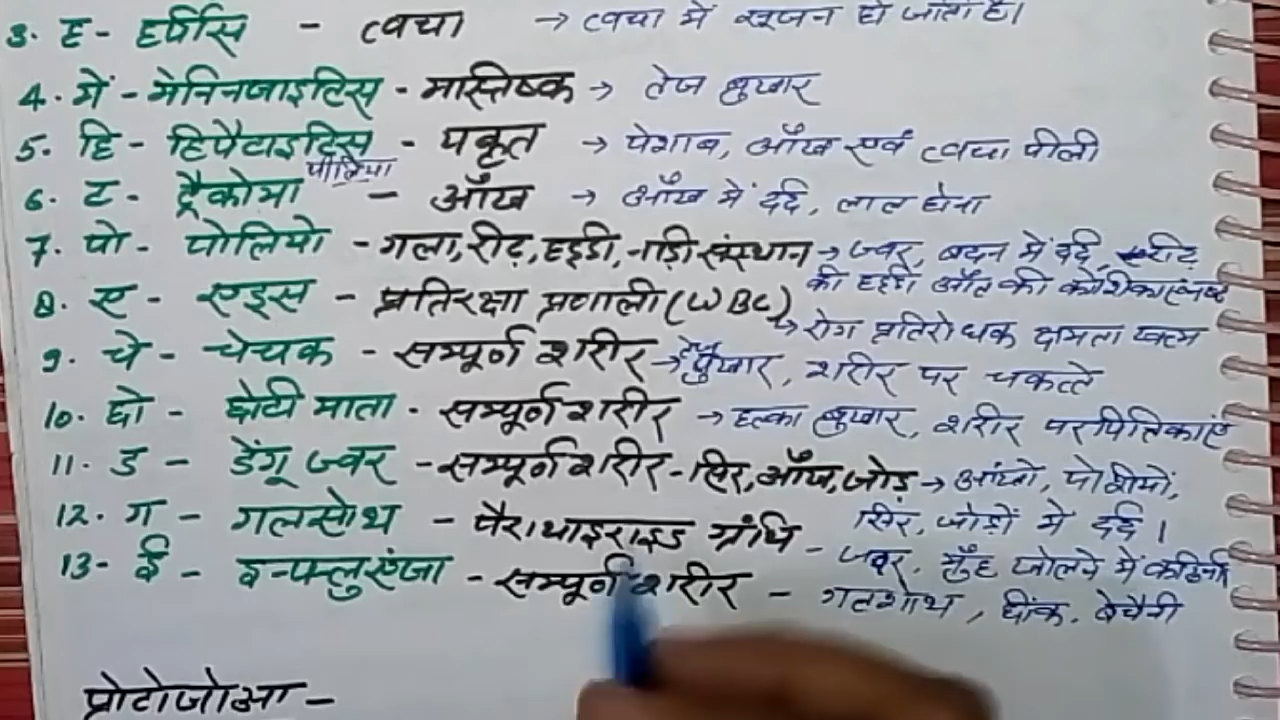 3. ह - हर्पिस - त्वचा → त्वचा में सूजन हो जाता है।
4. में - मेनिनजाइटिस - मास्तिष्क → तेज बुखार
5. हि - हिपैटाइटिस - यकृत → पेशाब, आँख एवं त्वचा पीली
पीलिया
6. ट - ट्रैकोमा - आँख → आँख में दर्द, लाल होना
7. पो - पोलियो - गला, रीढ़, हड्डी, नाड़ी संस्थान → ज्वर, बदन में दर्द, रीढ़
की हड्डी आँत की कोशिकाएं नष्ट
8. ए - एड्स - प्रतिरक्षा प्रणाली (WBC)
→ रोग प्रतिरोधक क्षमता खत्म
9. चे - चेचक - सम्पूर्ण शरीर → बुखार, शरीर पर चकत्ते
10. छो - छोटी माता - सम्पूर्ण शरीर → हल्का बुखार, शरीर पर पित्तिकाएं
11. ड - डेंगू ज्वर - सम्पूर्ण शरीर - सिर, आँख, जोड़ → आंखो, पेशियों,
सिर, जोड़ों में दर्द।
12. ग - गलसोथ - पैराथाइराइड ग्रंथि - ज्वर, मुँह खोलने में कठिनाई
13. ई - इन्फ्लुएंजा - सम्पूर्ण शरीर - गलशोथ, छींक, बेचैनी
प्रोटोजोआ -